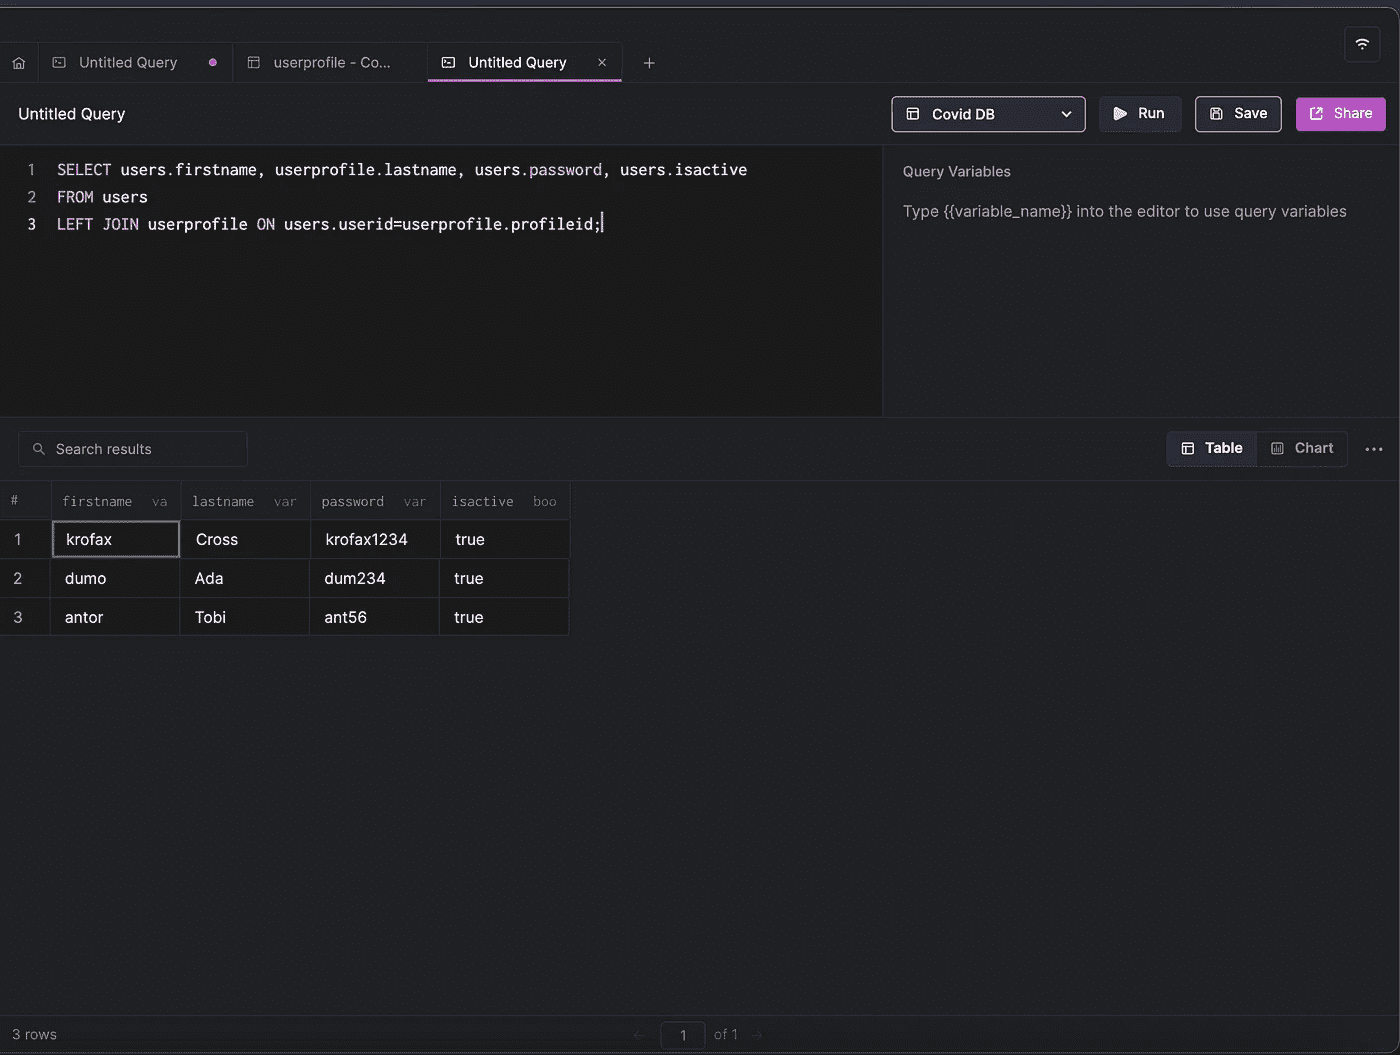 Untitled Query
userprofile - Co...
Untitled Query
Untitled Query
Covid DB
Run
Save
Share
1 SELECT users.firstname, userprofile.lastname, users.password, users.isactive
2 FROM users
3 LEFT JOIN userprofile ON users.userid=userprofile.profileid;
Query Variables
Type {{variable_name}} into the editor to use query variables
Search results
Table
Chart
# firstname va lastname var password var isactive boo
1 krofax Cross krofax1234 true
2 dumo Ada dum234 true
3 antor Tobi ant56 true
3 rows
1 of 1